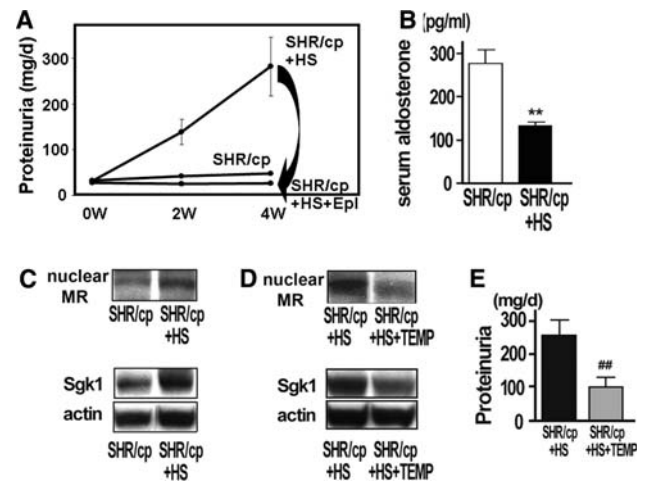 A
Proteinuria (mg/d)
300
200
100
0
0W
2W
4W
SHR/cp
+HS
SHR/cp
SHR/cp
+HS+Epl
B
(pg/ml)
serum aldosterone
300
200
100
0
**
SHR/cp
SHR/cp
+HS
C
nuclear
MR
SHR/cp
SHR/cp
+HS
Sgk1
actin
SHR/cp
SHR/cp
+HS
D
nuclear
MR
SHR/cp
+HS
SHR/cp
+HS+TEMP
Sgk1
actin
SHR/cp
+HS
SHR/cp
+HS+TEMP
E
(mg/d)
Proteinuria
300
200
100
0
##
SHR/cp
+HS
SHR/cp
+HS+TEMP